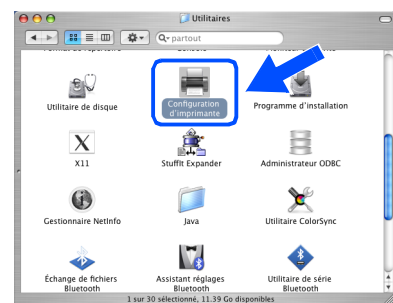 Utilitaires
partout
Utilitaire de disque
Configuration
d'imprimante
Programme d'installation
X11
StuffIt Expander
Administrateur ODBC
Gestionnaire NetInfo
Java
Utilitaire ColorSync
Échange de fichiers
Bluetooth
Assistant réglages
Bluetooth
Utilitaire de série
Bluetooth
1 sur 30 sélectionné, 11.39 Go disponibles